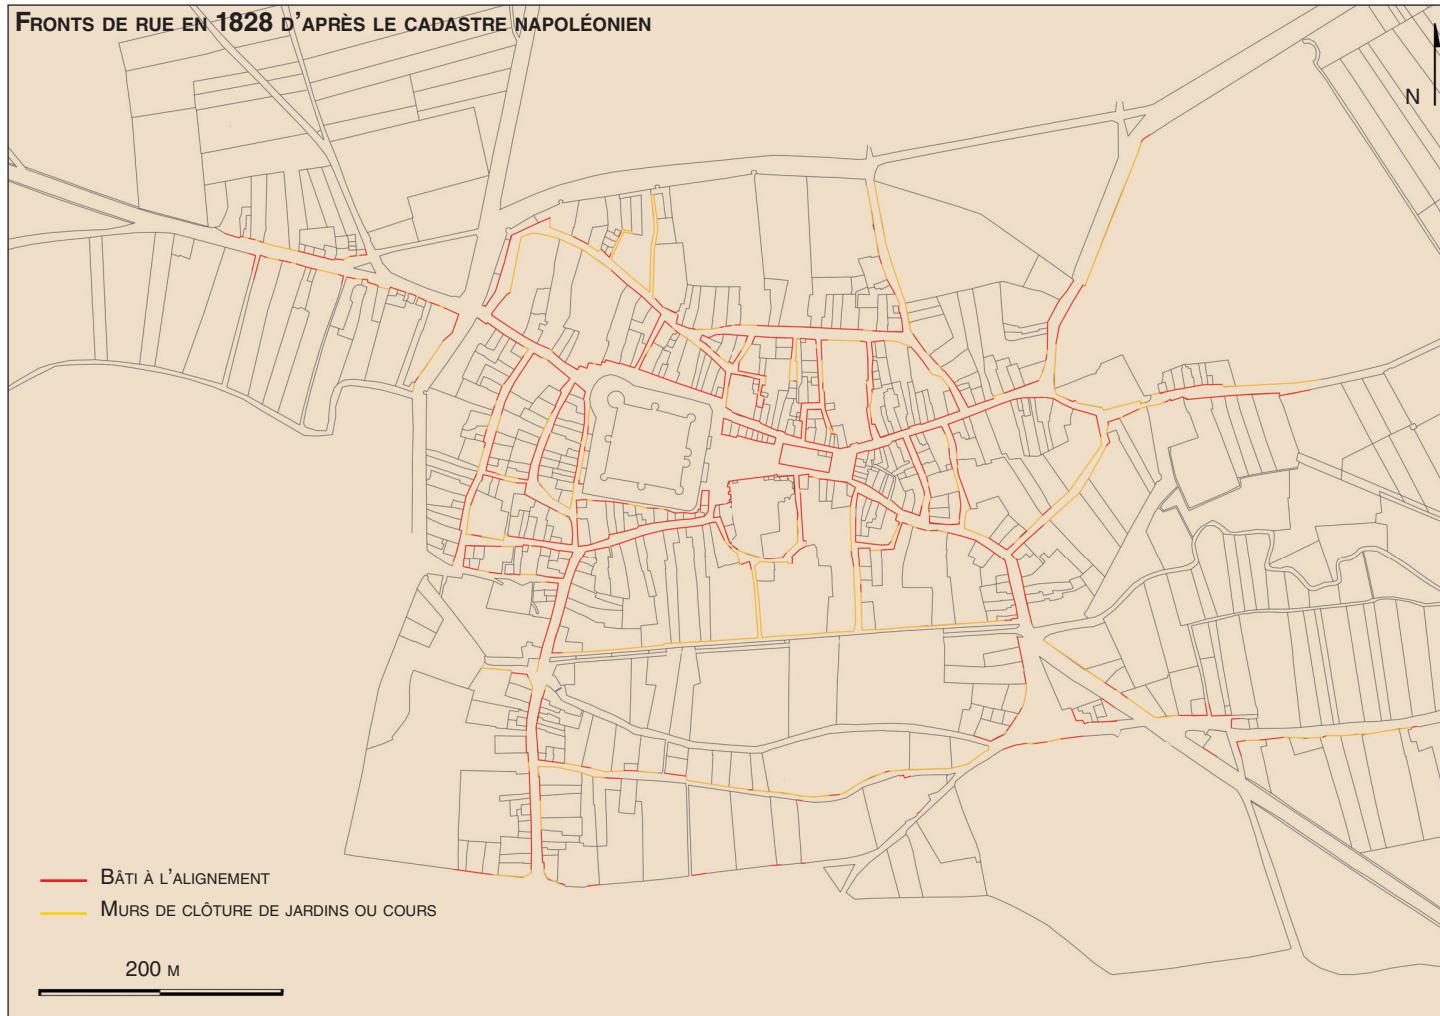 Fronts de rue en 1828 d'après le cadastre napoléonien
N
Bâti à l'alignement
Murs de clôture de jardins ou cours
200 m